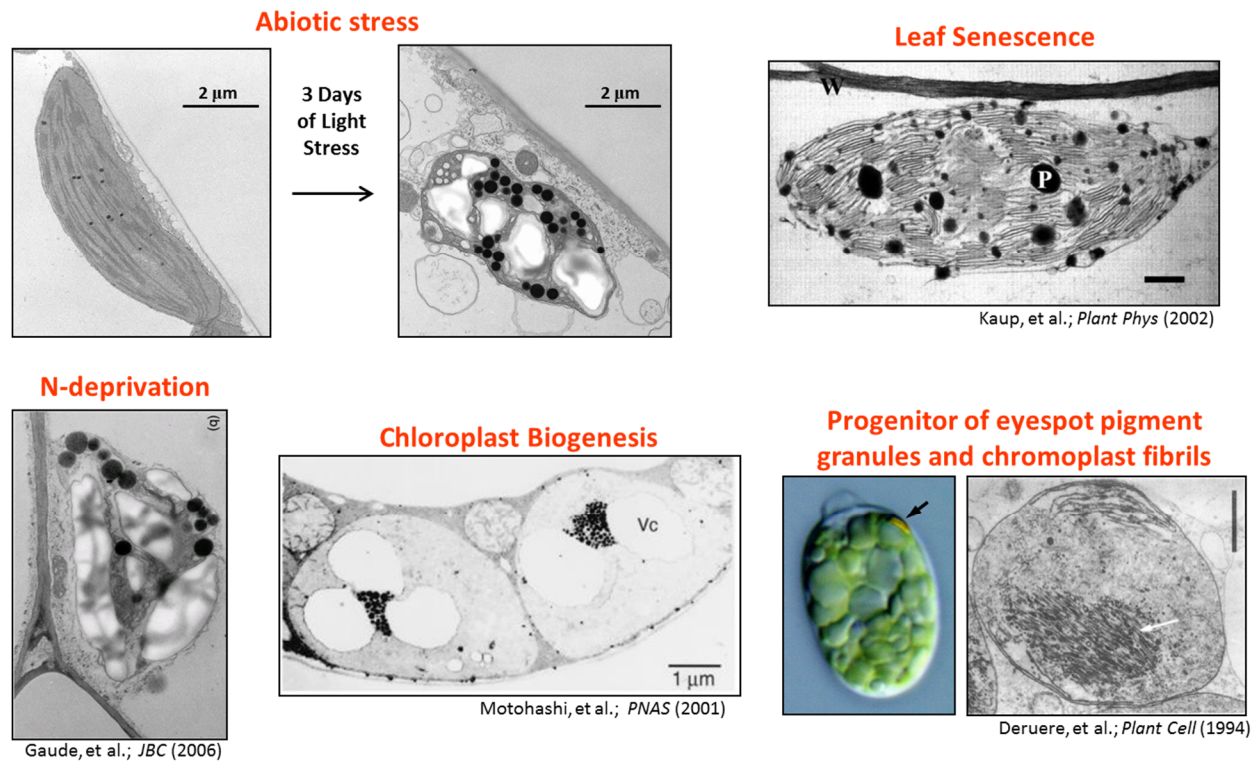 Abiotic stress
2 μm
3 Days
of Light
Stress
2 μm
Leaf Senescence
W
P
Kaup, et al.; Plant Phys (2002)
N-deprivation
(b)
Gaude, et al.; JBC (2006)
Chloroplast Biogenesis
Vc
1 μm
Motohashi, et al.; PNAS (2001)
Progenitor of eyespot pigment
granules and chromoplast fibrils
Deruere, et al.; Plant Cell (1994)